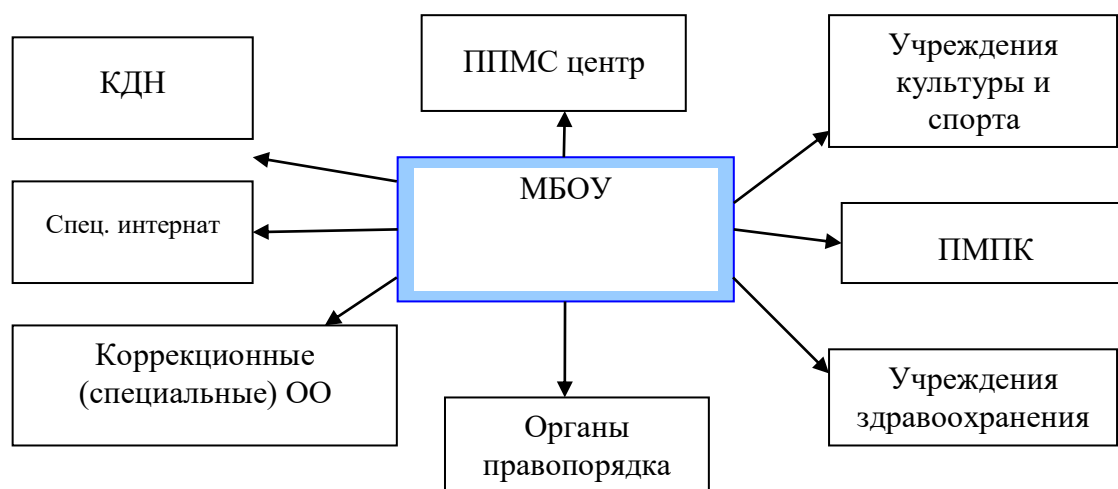 КДН
ППМС центр
Учреждения
культуры и
спорта
МБОУ
Спец. интернат
ПМПК
Коррекционные
(специальные) ОО
Органы
правопорядка
Учреждения
здравоохранения